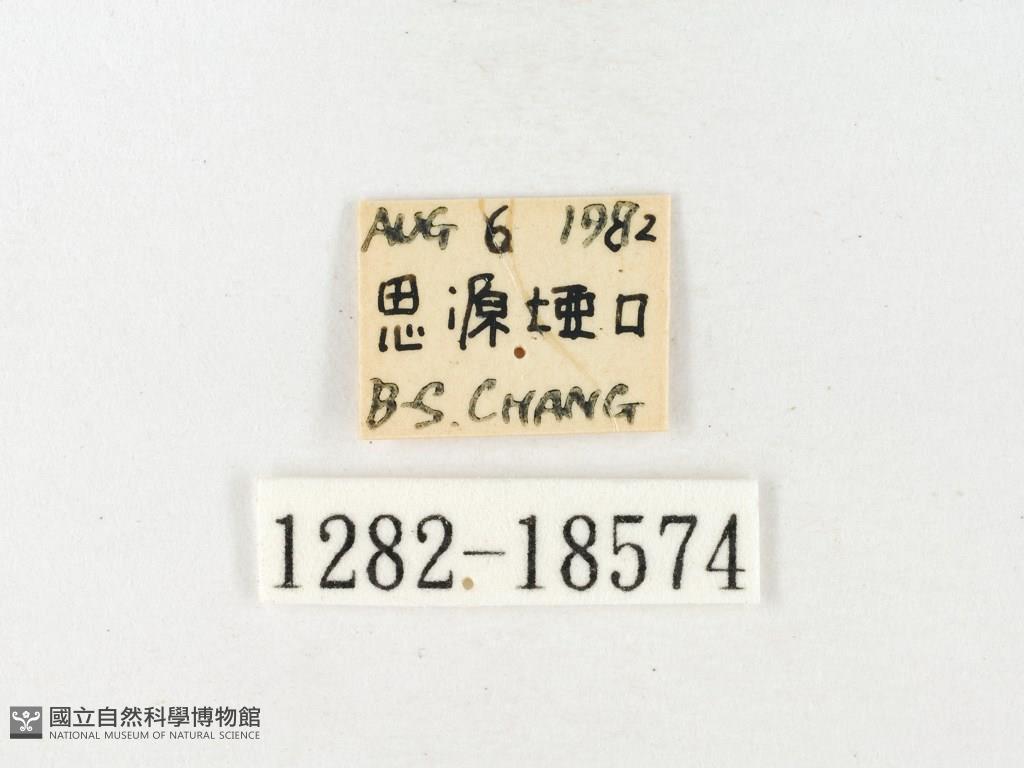 AUG 6 1982
思源埡口
B-S. CHANG
1282-18574
國立自然科學博物館
NATIONAL MUSEUM OF NATURAL SCIENCE